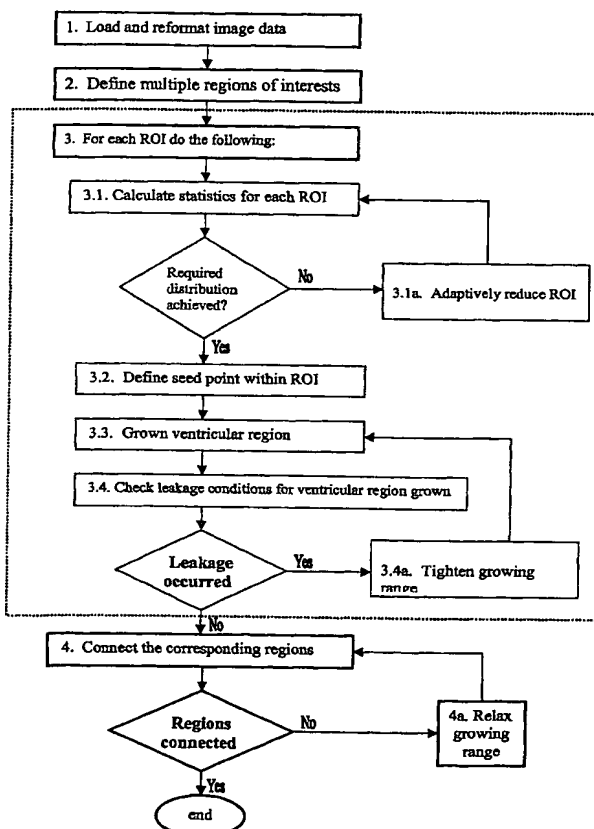 1. Load and reformat image data
2. Define multiple regions of interests
3. For each ROI do the following:
3.1. Calculate statistics for each ROI
Required
distribution
achieved?
No
3.1a. Adaptively reduce ROI
Yes
3.2. Define seed point within ROI
3.3. Grown ventricular region
3.4. Check leakage conditions for ventricular region grown
Leakage
occurred
Yes
3.4a. Tighten growing
range
No
4. Connect the corresponding regions
Regions
connected
No
4a. Relax
growing
range
Yes
end